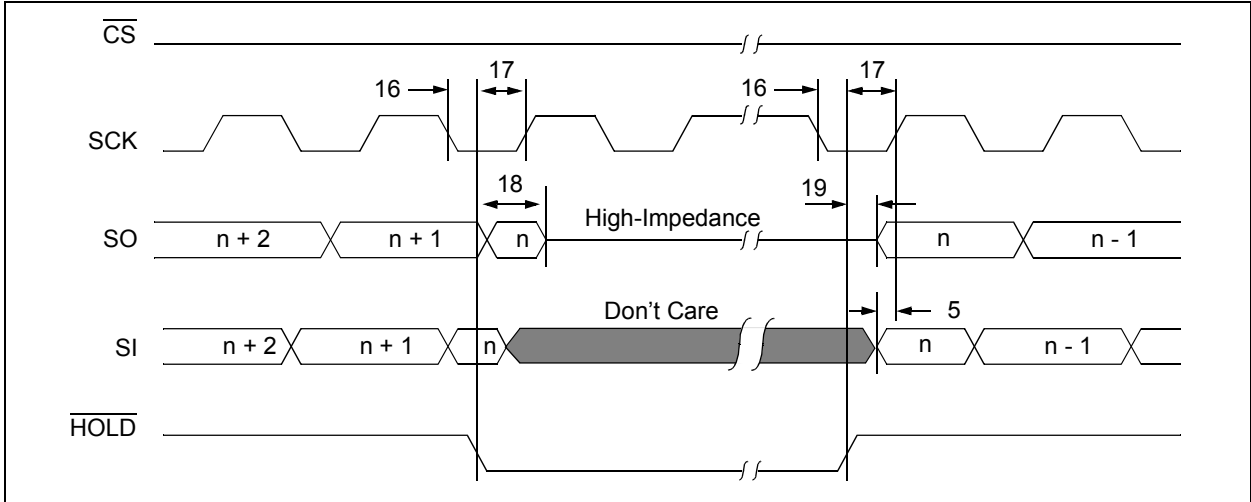 CS
16
17
16
17
SCK
18
19
High-Impedance
SO
n + 2
n + 1
n
n
n - 1
Don't Care
5
SI
n + 2
n + 1
n
n
n - 1
HOLD